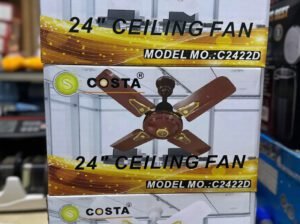 24" CEILING FAN
MODEL MO.:C2422D
S COSTA®
24" CEILING FAN
MODEL MO.:C2422D
S COSTA®